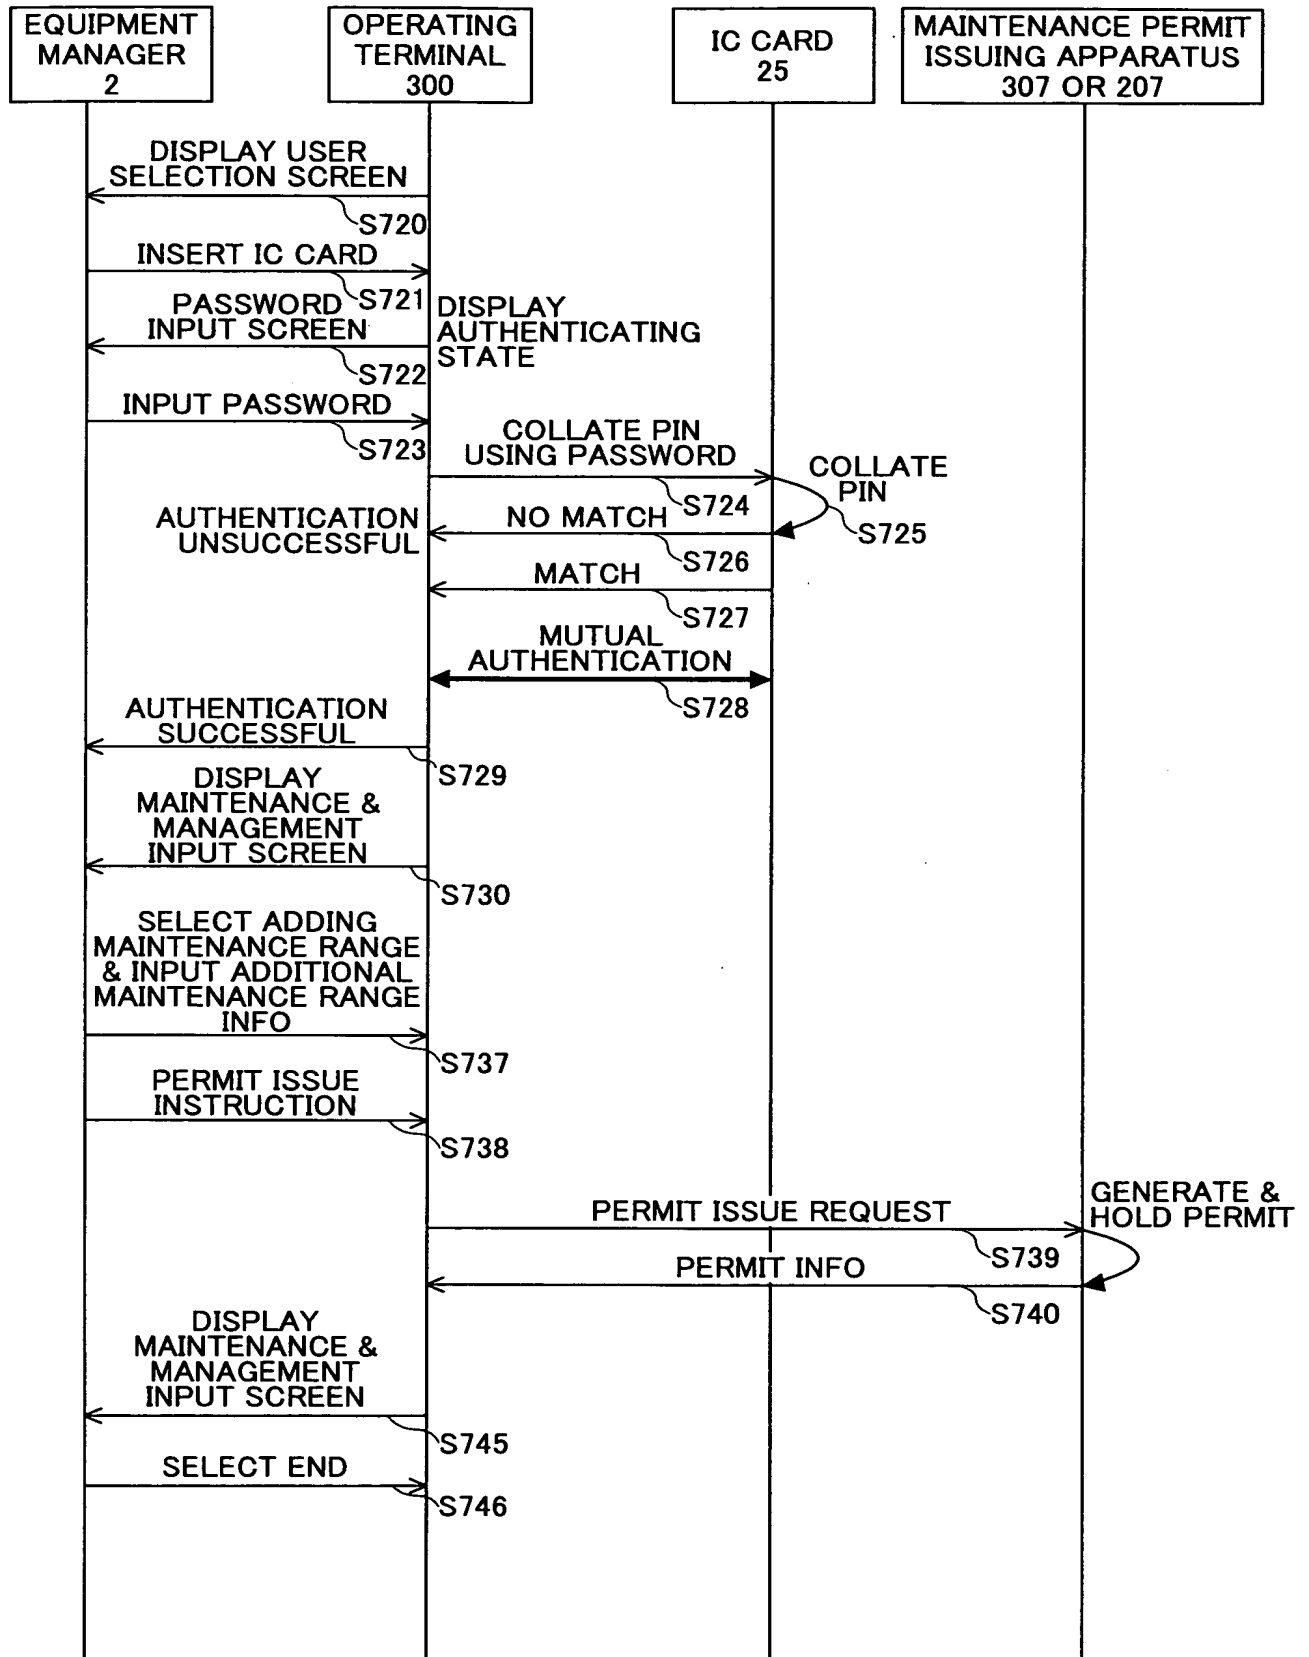 EQUIPMENT
MANAGER
2
OPERATING
TERMINAL
300
IC CARD
25
MAINTENANCE PERMIT
ISSUING APPARATUS
307 OR 207
DISPLAY USER
SELECTION SCREEN
S720
INSERT IC CARD
S721
PASSWORD
INPUT SCREEN
DISPLAY
AUTHENTICATING
STATE
S722
INPUT PASSWORD
S723
COLLATE PIN
USING PASSWORD
S724
COLLATE
PIN
S725
AUTHENTICATION
UNSUCCESSFUL
NO MATCH
S726
MATCH
S727
MUTUAL
AUTHENTICATION
S728
AUTHENTICATION
SUCCESSFUL
S729
DISPLAY
MAINTENANCE &
MANAGEMENT
INPUT SCREEN
S730
SELECT ADDING
MAINTENANCE RANGE
& INPUT ADDITIONAL
MAINTENANCE RANGE
INFO
S737
PERMIT ISSUE
INSTRUCTION
S738
PERMIT ISSUE REQUEST
S739
GENERATE &
HOLD PERMIT
PERMIT INFO
S740
DISPLAY
MAINTENANCE &
MANAGEMENT
INPUT SCREEN
S745
SELECT END
S746